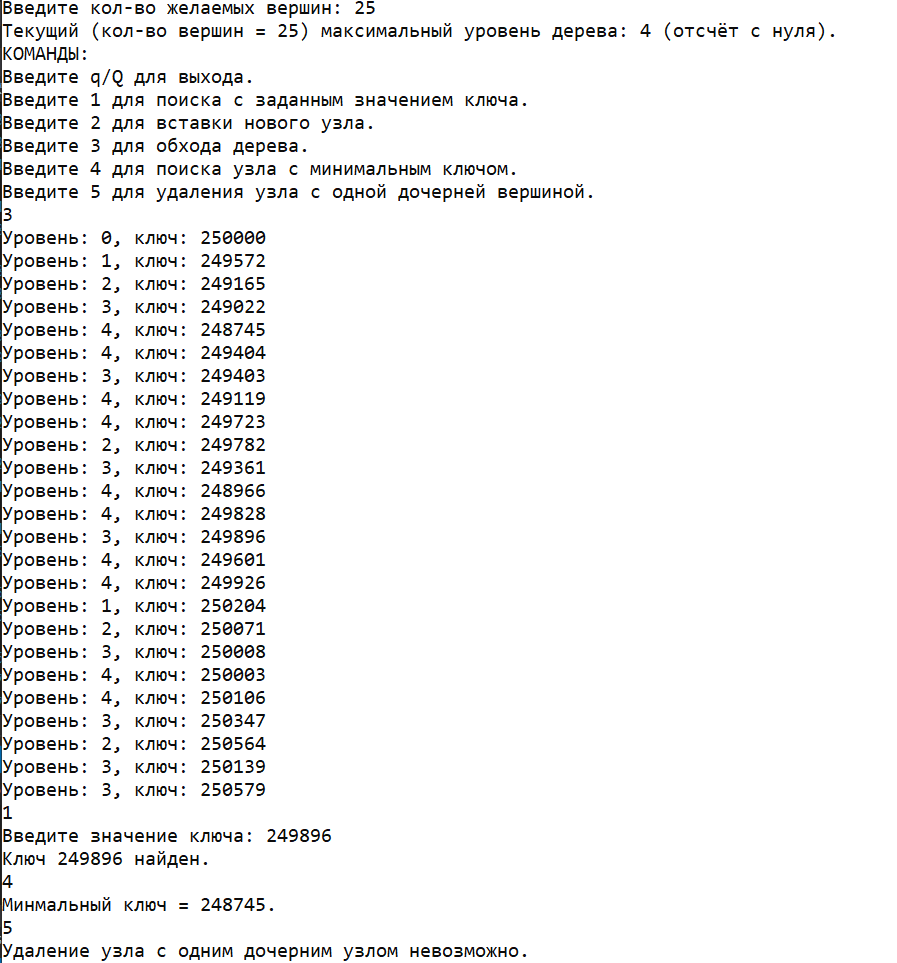 Введите кол-во желаемых вершин: 25
Текущий (кол-во вершин = 25) максимальный уровень дерева: 4 (отсчёт с нуля).
КОМАНДЫ:
Введите q/Q для выхода.
Введите 1 для поиска с заданным значением ключа.
Введите 2 для вставки нового узла.
Введите 3 для обхода дерева.
Введите 4 для поиска узла с минимальным ключом.
Введите 5 для удаления узла с одной дочерней вершиной.
3
Уровень: 0, ключ: 250000
Уровень: 1, ключ: 249572
Уровень: 2, ключ: 249165
Уровень: 3, ключ: 249022
Уровень: 4, ключ: 248745
Уровень: 4, ключ: 249404
Уровень: 3, ключ: 249403
Уровень: 4, ключ: 249119
Уровень: 4, ключ: 249723
Уровень: 2, ключ: 249782
Уровень: 3, ключ: 249361
Уровень: 4, ключ: 248966
Уровень: 4, ключ: 249828
Уровень: 3, ключ: 249896
Уровень: 4, ключ: 249601
Уровень: 4, ключ: 249926
Уровень: 1, ключ: 250204
Уровень: 2, ключ: 250071
Уровень: 3, ключ: 250008
Уровень: 4, ключ: 250003
Уровень: 4, ключ: 250106
Уровень: 3, ключ: 250347
Уровень: 2, ключ: 250564
Уровень: 3, ключ: 250139
Уровень: 3, ключ: 250579
1
Введите значение ключа: 249896
Ключ 249896 найден.
4
Минмальный ключ = 248745.
5
Удаление узла с одним дочерним узлом невозможно.